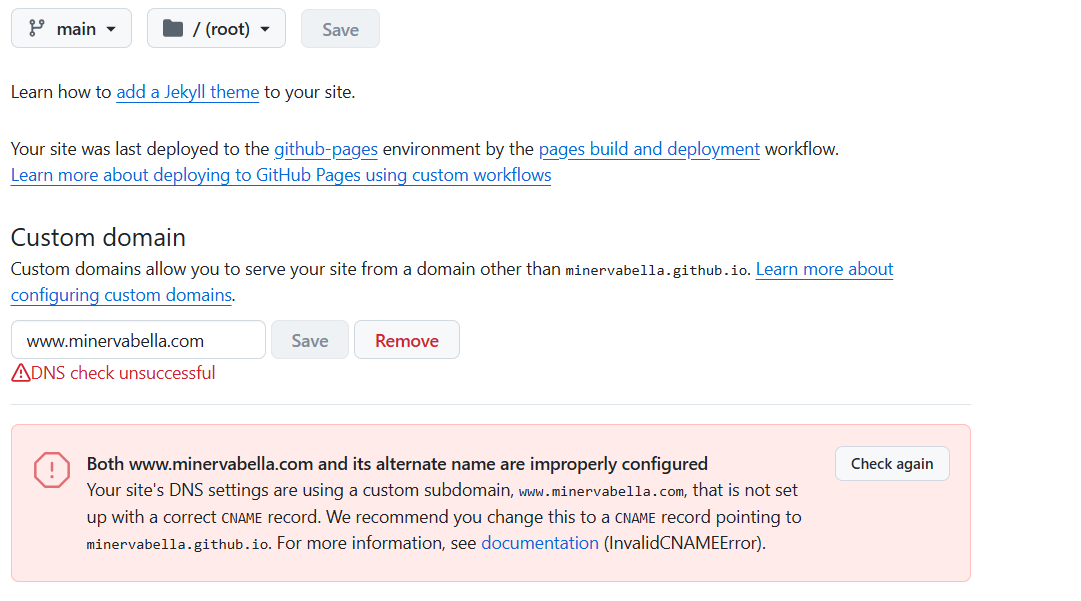 main / (root) Save
Learn how to add a Jekyll theme to your site.
Your site was last deployed to the github-pages environment by the pages build and deployment workflow.
Learn more about deploying to GitHub Pages using custom workflows
Custom domain
Custom domains allow you to serve your site from a domain other than minervabella.github.io. Learn more about
configuring custom domains.
www.minervabella.com Save Remove
DNS check unsuccessful
Both www.minervabella.com and its alternate name are improperly configured
Check again
Your site's DNS settings are using a custom subdomain, www.minervabella.com, that is not set
up with a correct CNAME record. We recommend you change this to a CNAME record pointing to
minervabella.github.io. For more information, see documentation (InvalidCNAMEError).